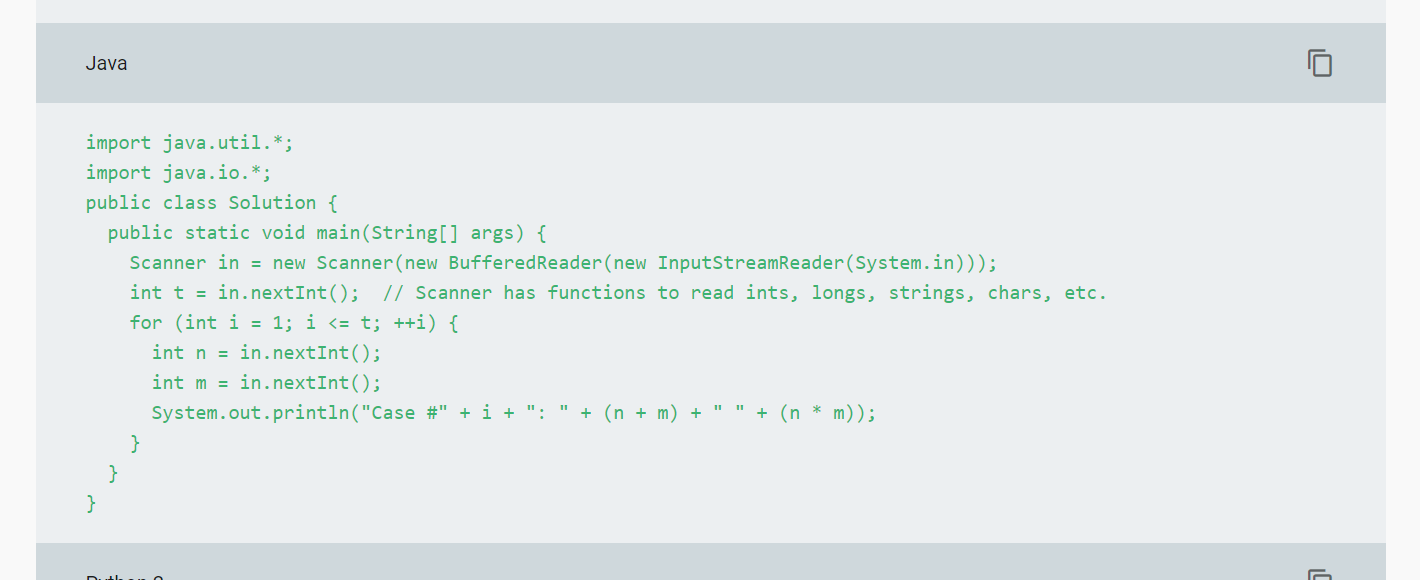 Java
import java.util.*;
import java.io.*;
public class Solution {
  public static void main(String[] args) {
    Scanner in = new Scanner(new BufferedReader(new InputStreamReader(System.in)));
    int t = in.nextInt();  // Scanner has functions to read ints, longs, strings, chars, etc.
    for (int i = 1; i <= t; ++i) {
      int n = in.nextInt();
      int m = in.nextInt();
      System.out.println("Case #" + i + ": " + (n + m) + " " + (n * m));
    }
  }
}
Python